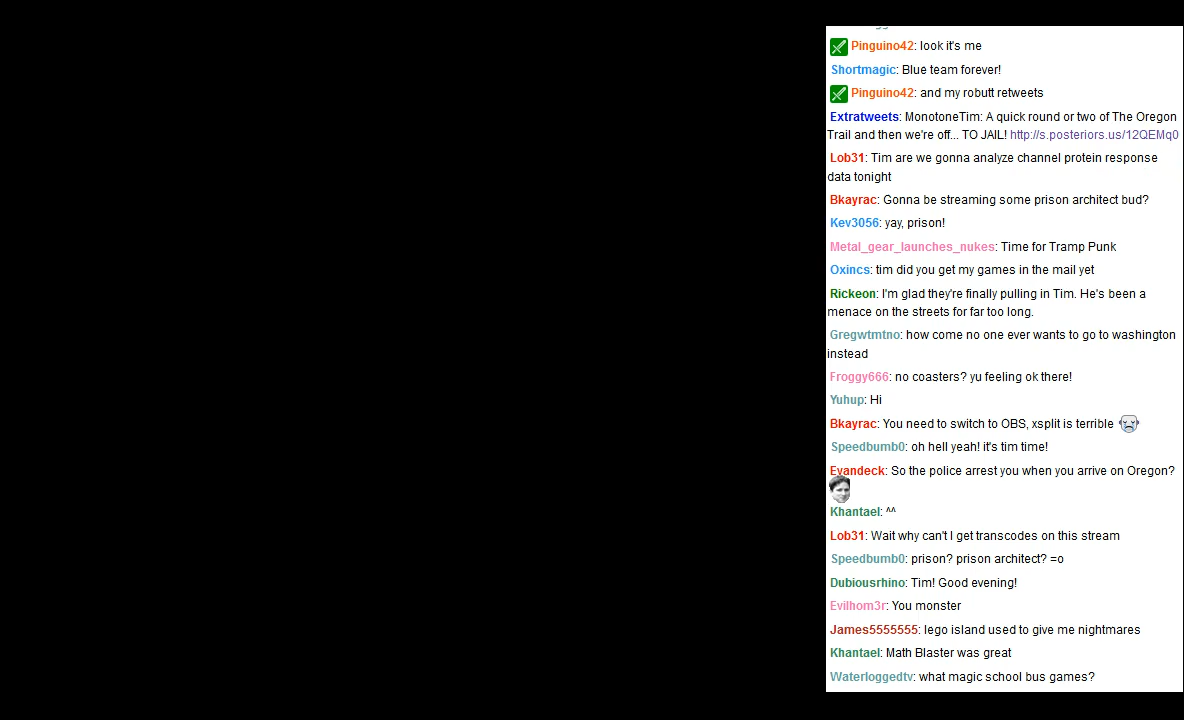 Pinguino42: look it's me
Shortmagic: Blue team forever!
Pinguino42: and my robutt retweets
Extratweets: MonotoneTim: A quick round or two of The Oregon
Trail and then we're off... TO JAIL! http://s.posteriors.us/12QEMq0
Lob31: Tim are we gonna analyze channel protein response
data tonight
Bkayrac: Gonna be streaming some prison architect bud?
Kev3056: yay, prison!
Metal_gear_launches_nukes: Time for Tramp Punk
Oxincs: tim did you get my games in the mail yet
Rickeon: I'm glad they're finally pulling in Tim. He's been a
menace on the streets for far too long.
Gregwtmtno: how come no one ever wants to go to washington
instead
Froggy666: no coasters? yu feeling ok there!
Yuhup: Hi
Bkayrac: You need to switch to OBS, xsplit is terrible
Speedbumb0: oh hell yeah! it's tim time!
Evandeck: So the police arrest you when you arrive on Oregon?
Khantael: ^^
Lob31: Wait why can't I get transcodes on this stream
Speedbumb0: prison? prison architect? =o
Dubiousrhino: Tim! Good evening!
Evilhom3r: You monster
James5555555: lego island used to give me nightmares
Khantael: Math Blaster was great
Waterloggedtv: what magic school bus games?